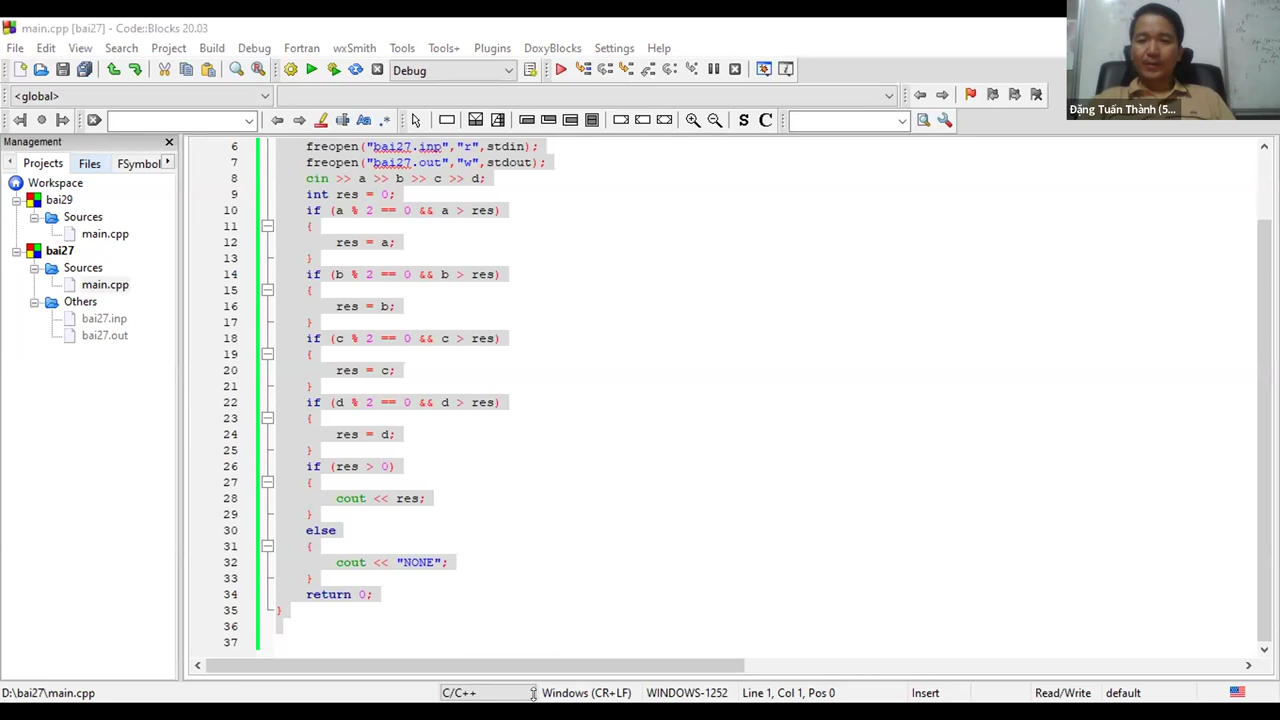 main.cpp [bai27] - Code::Blocks 20.03
File Edit View Search Project Build Debug Fortran wxSmith Tools Tools+ Plugins DoxyBlocks Settings Help
Debug
<global>
Aa .* S C
Đặng Tuấn Thành (5...
Management
Projects Files FSymbol
Workspace
bai29
Sources
main.cpp
bai27
Sources
main.cpp
Others
bai27.inp
bai27.out
6 freopen("bai27.inp","r",stdin);
7 freopen("bai27.out","w",stdout);
8 cin >> a >> b >> c >> d;
9 int res = 0;
10 if (a % 2 == 0 && a > res)
11 {
12 res = a;
13 }
14 if (b % 2 == 0 && b > res)
15 {
16 res = b;
17 }
18 if (c % 2 == 0 && c > res)
19 {
20 res = c;
21 }
22 if (d % 2 == 0 && d > res)
23 {
24 res = d;
25 }
26 if (res > 0)
27 {
28 cout << res;
29 }
30 else
31 {
32 cout << "NONE";
33 }
34 return 0;
35 }
36
37
D:\bai27\main.cpp C/C++ Windows (CR+LF) WINDOWS-1252 Line 1, Col 1, Pos 0 Insert Read/Write default